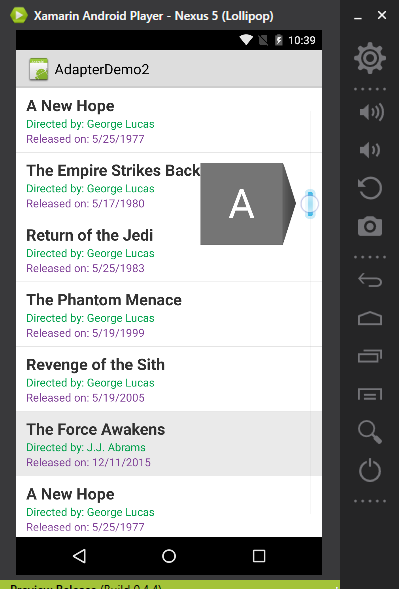 Xamarin Android Player - Nexus 5 (Lollipop)
10:39
AdapterDemo2
A New Hope
Directed by: George Lucas
Released on: 5/25/1977
The Empire Strikes Back
Directed by: George Lucas
Released on: 5/17/1980
A
Return of the Jedi
Directed by: George Lucas
Released on: 5/25/1983
The Phantom Menace
Directed by: George Lucas
Released on: 5/19/1999
Revenge of the Sith
Directed by: George Lucas
Released on: 5/19/2005
The Force Awakens
Directed by: J.J. Abrams
Released on: 12/11/2015
A New Hope
Directed by: George Lucas
Released on: 5/25/1977
Preview Release (Build 0.4.4)